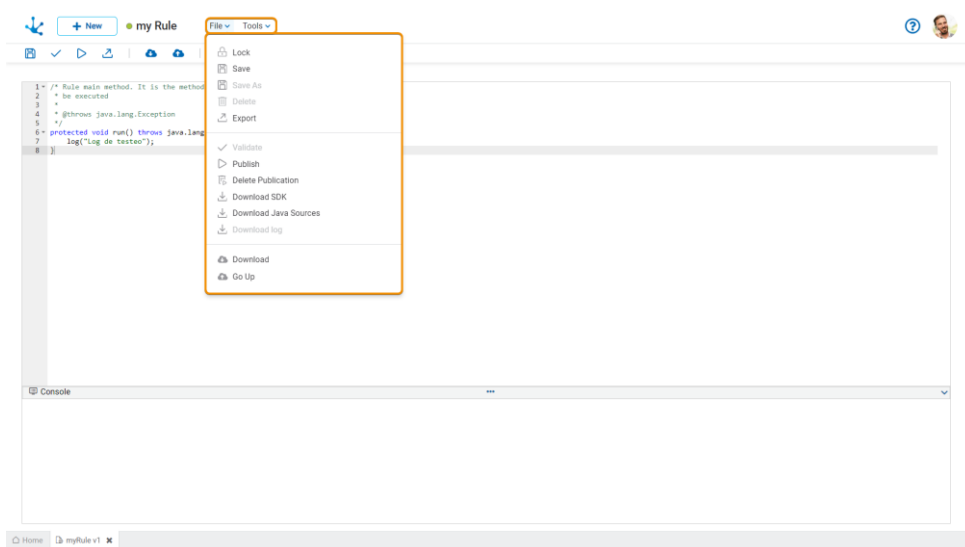 New
my Rule
File
Tools
Lock
Save
Save As
Delete
Export
Validate
Publish
Delete Publication
Download SDK
Download Java Sources
Download log
Download
Go Up
1 /* Rule main method. It is the method
2 * be executed
3 *
4 * @throws java.lang.Exception
5 */
6 protected void run() throws java.lang
7 log("Log de testeo");
8 }
Console
Home
myRule v1